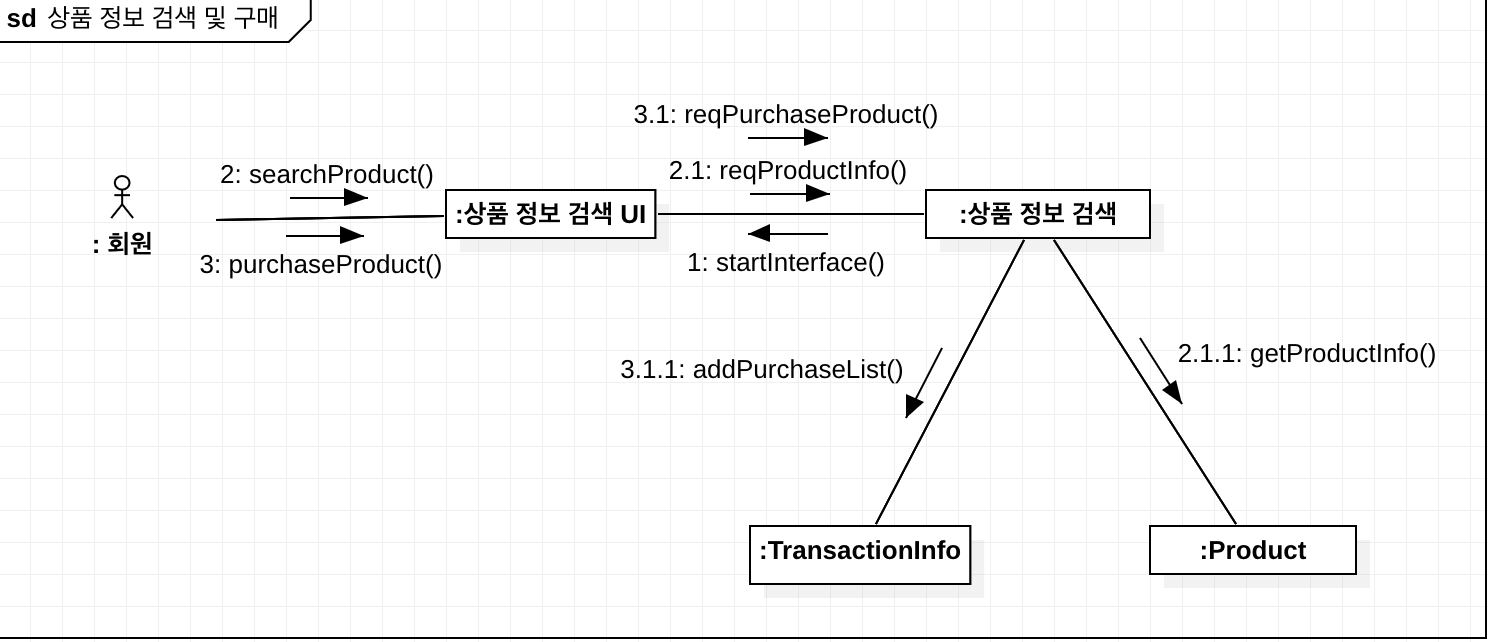 sd 상품 정보 검색 및 구매
3.1: reqPurchaseProduct()
2: searchProduct()
2.1: reqProductInfo()
:상품 정보 검색 UI
:상품 정보 검색
: 회원
3: purchaseProduct()
1: startInterface()
3.1.1: addPurchaseList()
2.1.1: getProductInfo()
:TransactionInfo
:Product